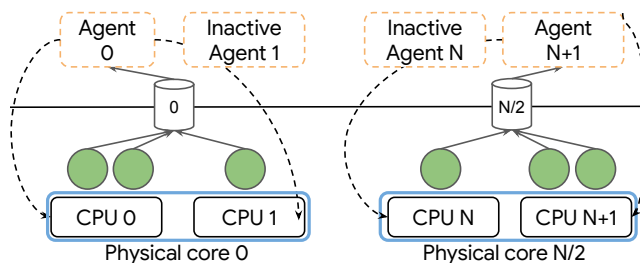 Agent
0
Inactive
Agent 1
Inactive
Agent N
Agent
N+1
0
N/2
CPU 0
CPU 1
CPU N
CPU N+1
Physical core 0
Physical core N/2